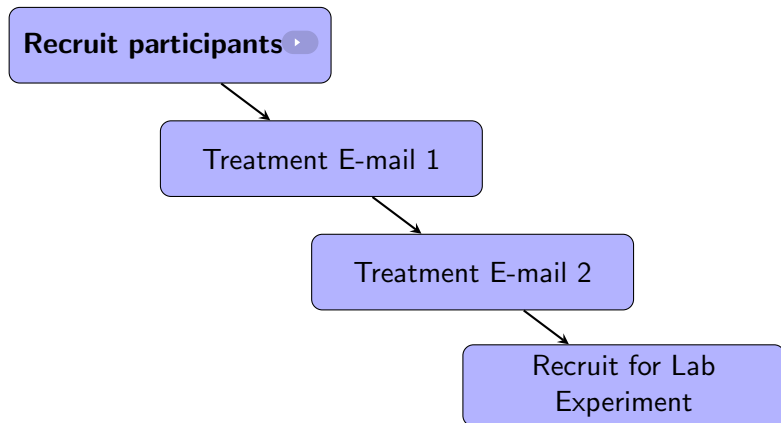 Recruit participants
Treatment E-mail 1
Treatment E-mail 2
Recruit for Lab
Experiment